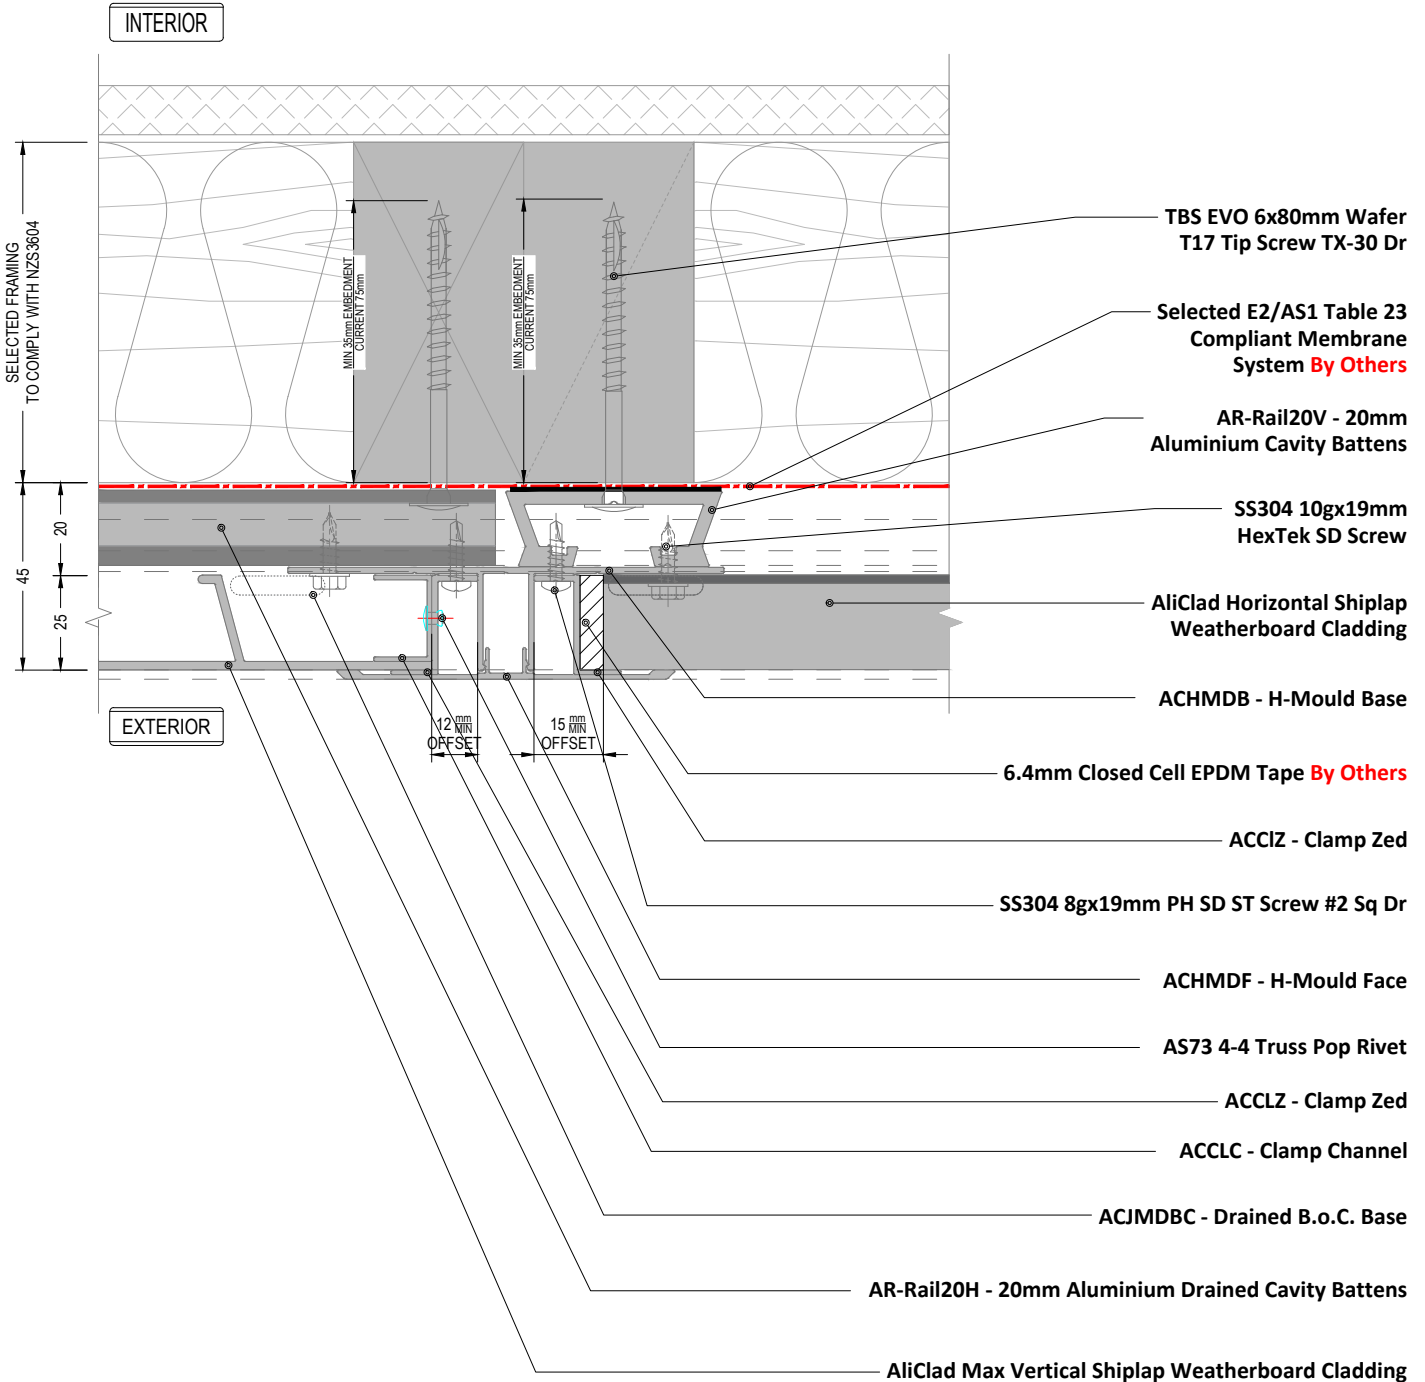 INTERIOR
SELECTED FRAMING
TO COMPLY WITH NZS3604
MIN 35mm EMBEDMENT
CURRENT 75mm
MIN 35mm EMBEDMENT
CURRENT 75mm
TBS EVO 6x80mm Wafer
T17 Tip Screw TX-30 Dr
Selected E2/AS1 Table 23
Compliant Membrane
System By Others
AR-Rail20V - 20mm
Aluminium Cavity Battens
SS304 10gx19mm
HexTek SD Screw
45
20
25
AliClad Horizontal Shiplap
Weatherboard Cladding
ACHMDB - H-Mould Base
EXTERIOR
12 mm MIN
OFFSET
15 mm MIN
OFFSET
6.4mm Closed Cell EPDM Tape By Others
ACClZ - Clamp Zed
SS304 8gx19mm PH SD ST Screw #2 Sq Dr
ACHMDF - H-Mould Face
AS73 4-4 Truss Pop Rivet
ACCLZ - Clamp Zed
ACCLC - Clamp Channel
ACJMDBC - Drained B.o.C. Base
AR-Rail20H - 20mm Aluminium Drained Cavity Battens
AliClad Max Vertical Shiplap Weatherboard Cladding